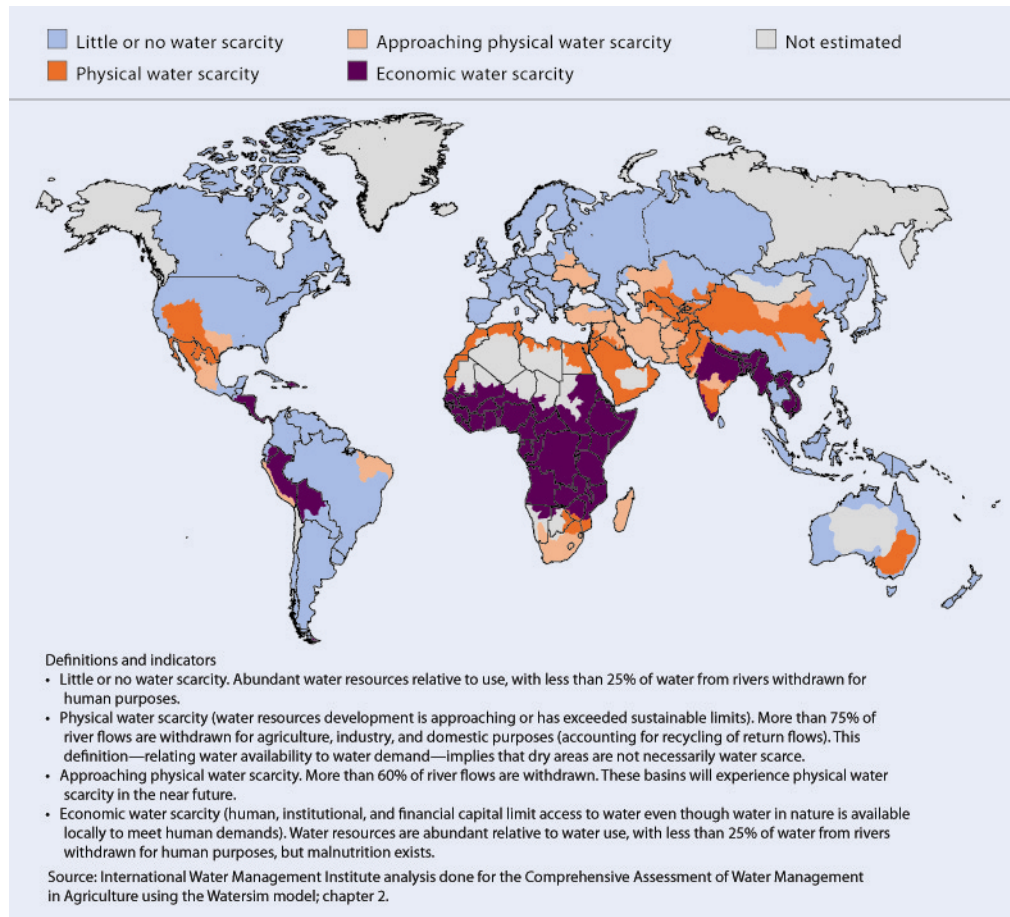 Little or no water scarcity
Approaching physical water scarcity
Not estimated
Physical water scarcity
Economic water scarcity
Definitions and indicators
• Little or no water scarcity. Abundant water resources relative to use, with less than 25% of water from rivers withdrawn for
human purposes.
• Physical water scarcity (water resources development is approaching or has exceeded sustainable limits). More than 75% of
river flows are withdrawn for agriculture, industry, and domestic purposes (accounting for recycling of return flows). This
definition—relating water availability to water demand—implies that dry areas are not necessarily water scarce.
• Approaching physical water scarcity. More than 60% of river flows are withdrawn. These basins will experience physical water
scarcity in the near future.
• Economic water scarcity (human, institutional, and financial capital limit access to water even though water in nature is available
locally to meet human demands). Water resources are abundant relative to water use, with less than 25% of water from rivers
withdrawn for human purposes, but malnutrition exists.
Source: International Water Management Institute analysis done for the Comprehensive Assessment of Water Management
in Agriculture using the Watersim model; chapter 2.